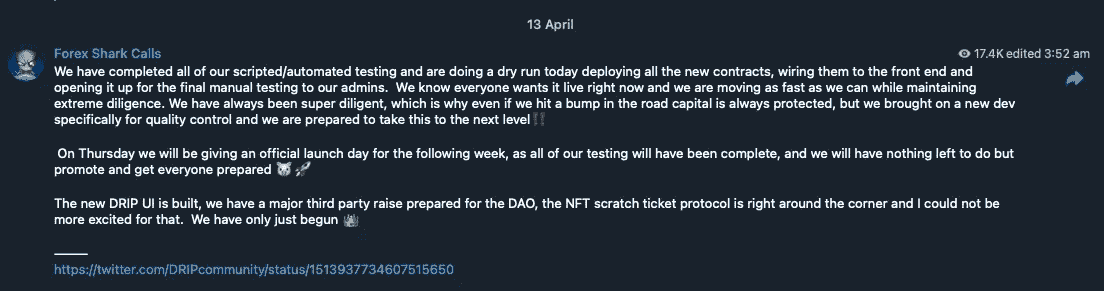 13 April
Forex Shark Calls
17.4K edited 3:52 am
We have completed all of our scripted/automated testing and are doing a dry run today deploying all the new contracts, wiring them to the front end and
opening it up for the final manual testing to our admins. We know everyone wants it live right now and we are moving as fast as we can while maintaining
extreme diligence. We have always been super diligent, which is why even if we hit a bump in the road capital is always protected, but we brought on a new dev
specifically for quality control and we are prepared to take this to the next level‼️
On Thursday we will be giving an official launch day for the following week, as all of our testing will have been complete, and we will have nothing left to do but
promote and get everyone prepared 🐷 🚀
The new DRIP UI is built, we have a major third party raise prepared for the DAO, the NFT scratch ticket protocol is right around the corner and I could not be
more excited for that. We have only just begun
https://twitter.com/DRIPcommunity/status/1513937734607515650